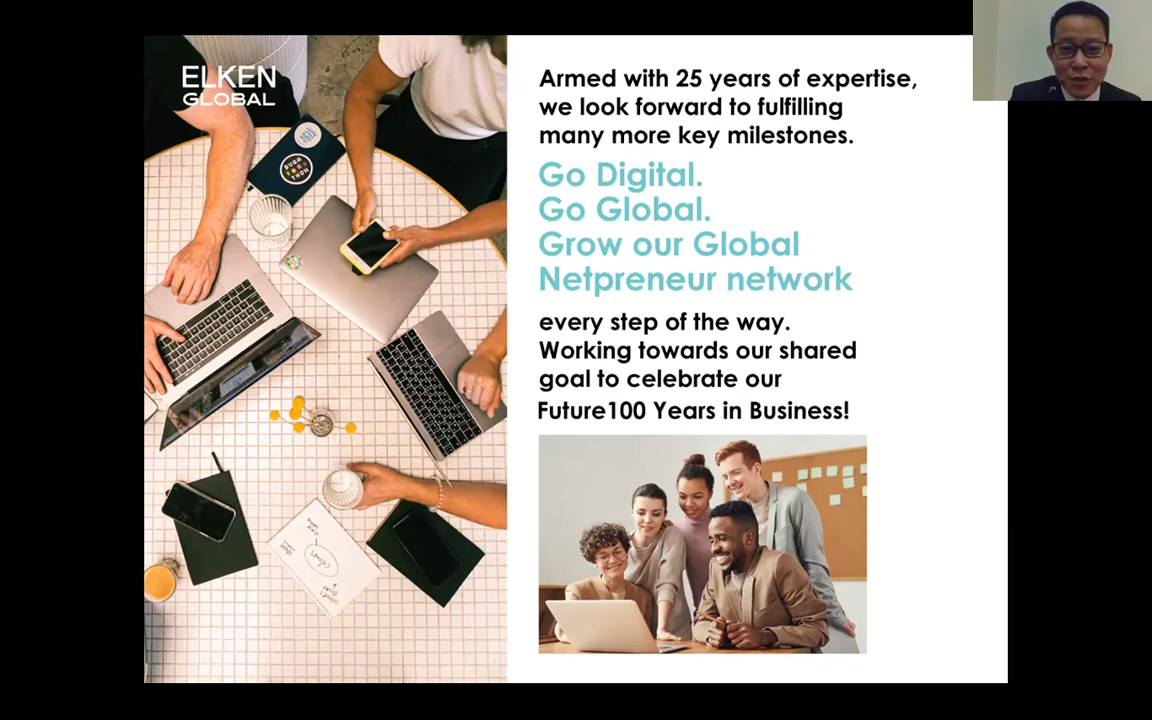 ELKEN
GLOBAL
Armed with 25 years of expertise,
we look forward to fulfilling
many more key milestones.
Go Digital.
Go Global.
Grow our Global
Netpreneur network
every step of the way.
Working towards our shared
goal to celebrate our
Future100 Years in Business!